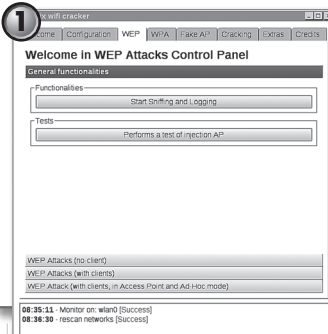 1
x wifi cracker
come Configuration WEP WPA Fake AP Cracking Extras Credits
Welcome in WEP Attacks Control Panel
General functionalities
Functionalities
Start Sniffing and Logging
Tests
Performs a test of injection AP
WEP Attacks (no-client)
WEP Attacks (with clients)
WEP Attack (with clients, in Access Point and Ad-Hoc mode)
08:35:11 - Monitor on: wlan0 [Success]
08:36:30 - rescan networks [Success]